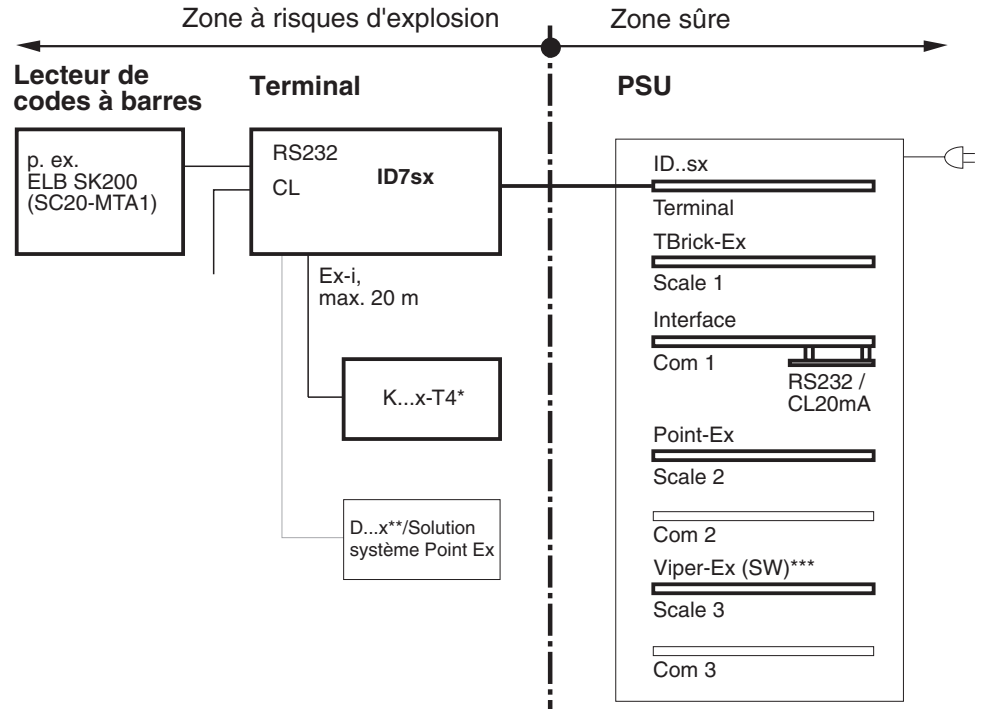 Zone à risques d'explosion
Zone sûre
Lecteur de
codes à barres
Terminal
PSU
p. ex.
ELB SK200
(SC20-MTA1)
RS232
CL
ID7sx
Ex-i,
max. 20 m
K...x-T4*
D...x**/Solution
système Point Ex
ID..sx
Terminal
TBrick-Ex
Scale 1
Interface
Com 1
RS232 /
CL20mA
Point-Ex
Scale 2
Com 2
Viper-Ex (SW)***
Scale 3
Com 3